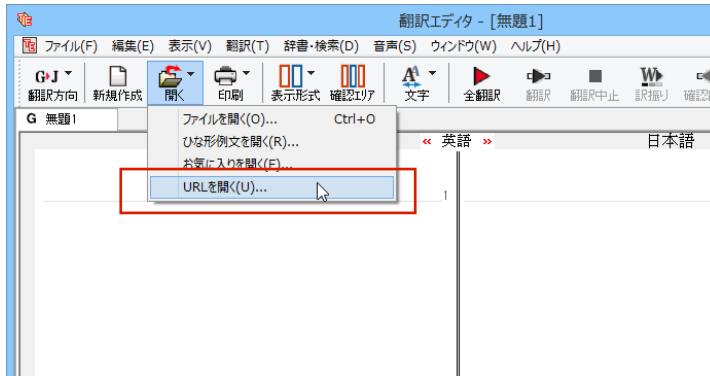 翻訳エディタ - [無題1]
ファイル(F) 編集(E) 表示(V) 翻訳(T) 辞書・検索(D) 音声(S) ウィンドウ(W) ヘルプ(H)
G J
翻訳方向 新規作成 開く 印刷 表示形式 確認エリア 文字 全翻訳 翻訳 翻訳中止 訳振り
G 無題1
ファイルを開く(O)... Ctrl+O
ひな形例文を開く(R)...
お気に入りを開く(F)...
URLを開く(U)...
« 英語 »
日本語
1